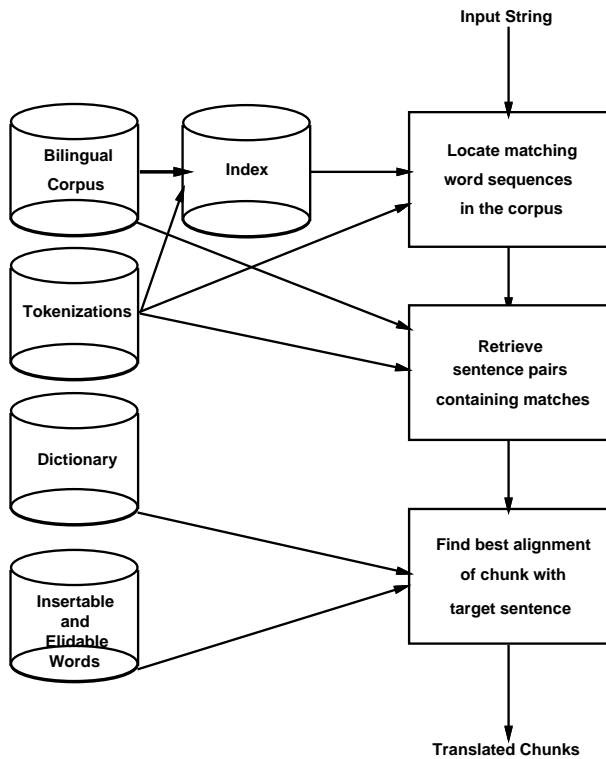 Input String
Bilingual
Corpus
Index
Locate matching
word sequences
in the corpus
Tokenizations
Retrieve
sentence pairs
containing matches
Dictionary
Find best alignment
of chunk with
target sentence
Insertable
and
Elidable
Words
Translated Chunks